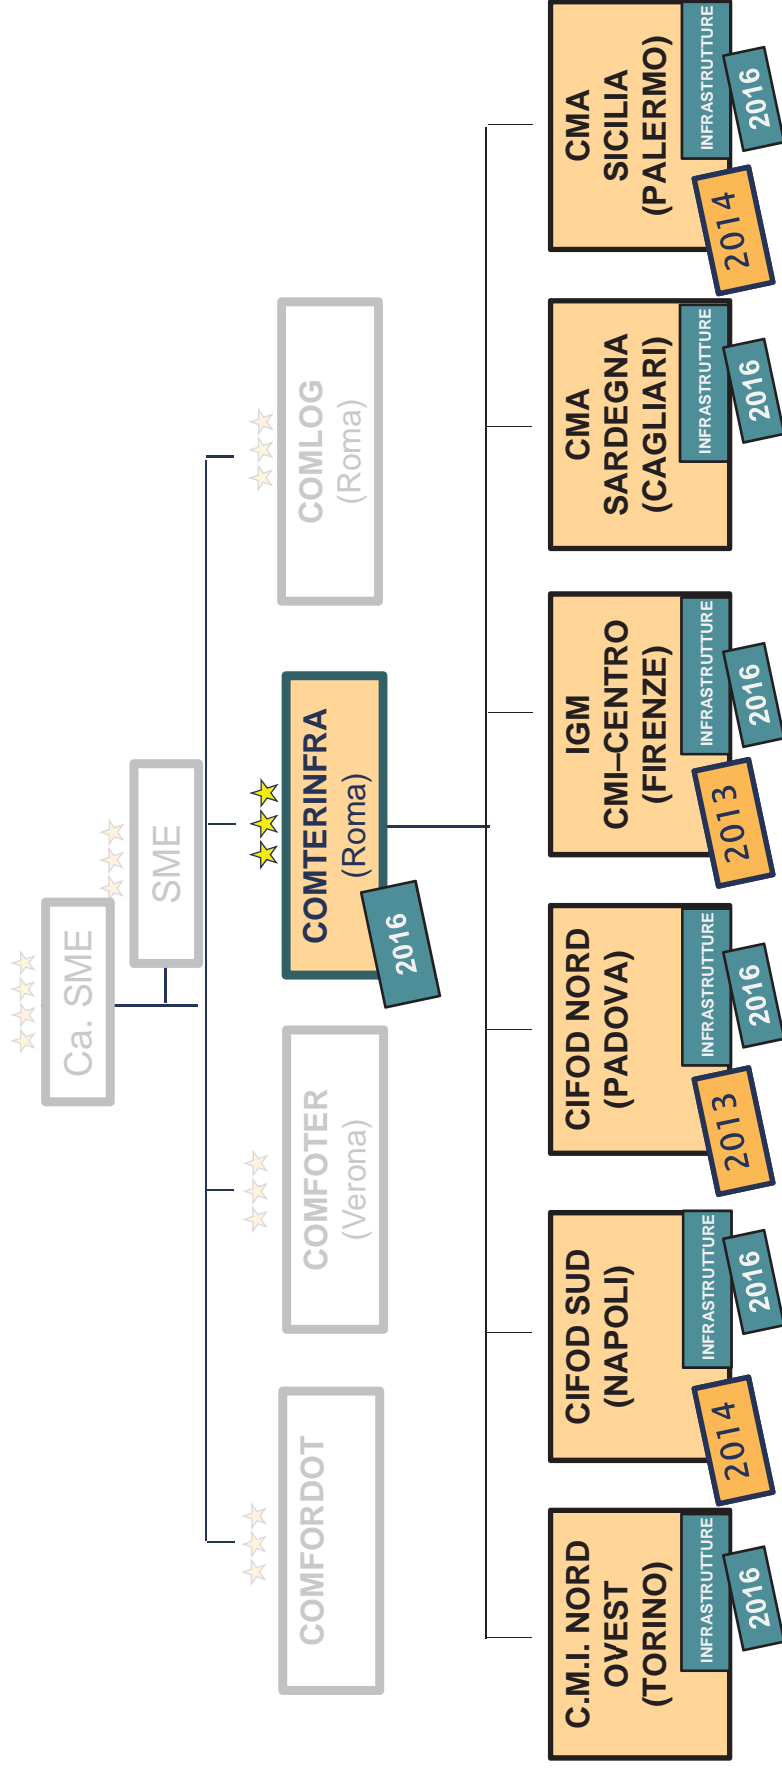 Ca. SME
SME
COMFORDOT
COMFOTER
(Verona)
COMTERINFRA
(Roma)
2016
COMLOG
(Roma)
C.M.I. NORD
OVEST
(TORINO)
INFRASTRUTTURE
2016
CIFOD SUD
(NAPOLI)
INFRASTRUTTURE
2014
2016
CIFOD NORD
(PADOVA)
INFRASTRUTTURE
2013
2016
IGM
CMI–CENTRO
(FIRENZE)
INFRASTRUTTURE
2013
2016
CMA
SARDEGNA
(CAGLIARI)
INFRASTRUTTURE
2016
CMA
SICILIA
(PALERMO)
INFRASTRUTTURE
2014
2016